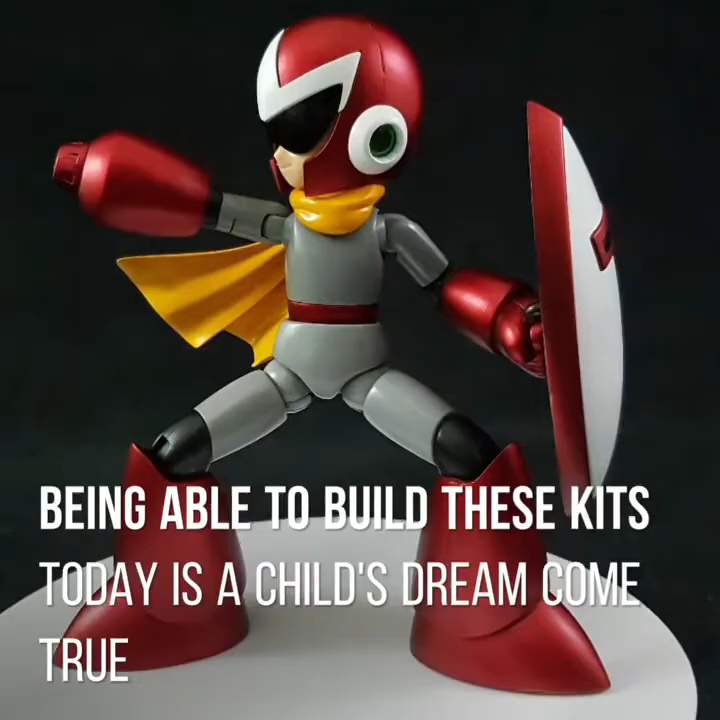 BEING ABLE TO BUILD THESE KITS
TODAY IS A CHILD'S DREAM COME
TRUE